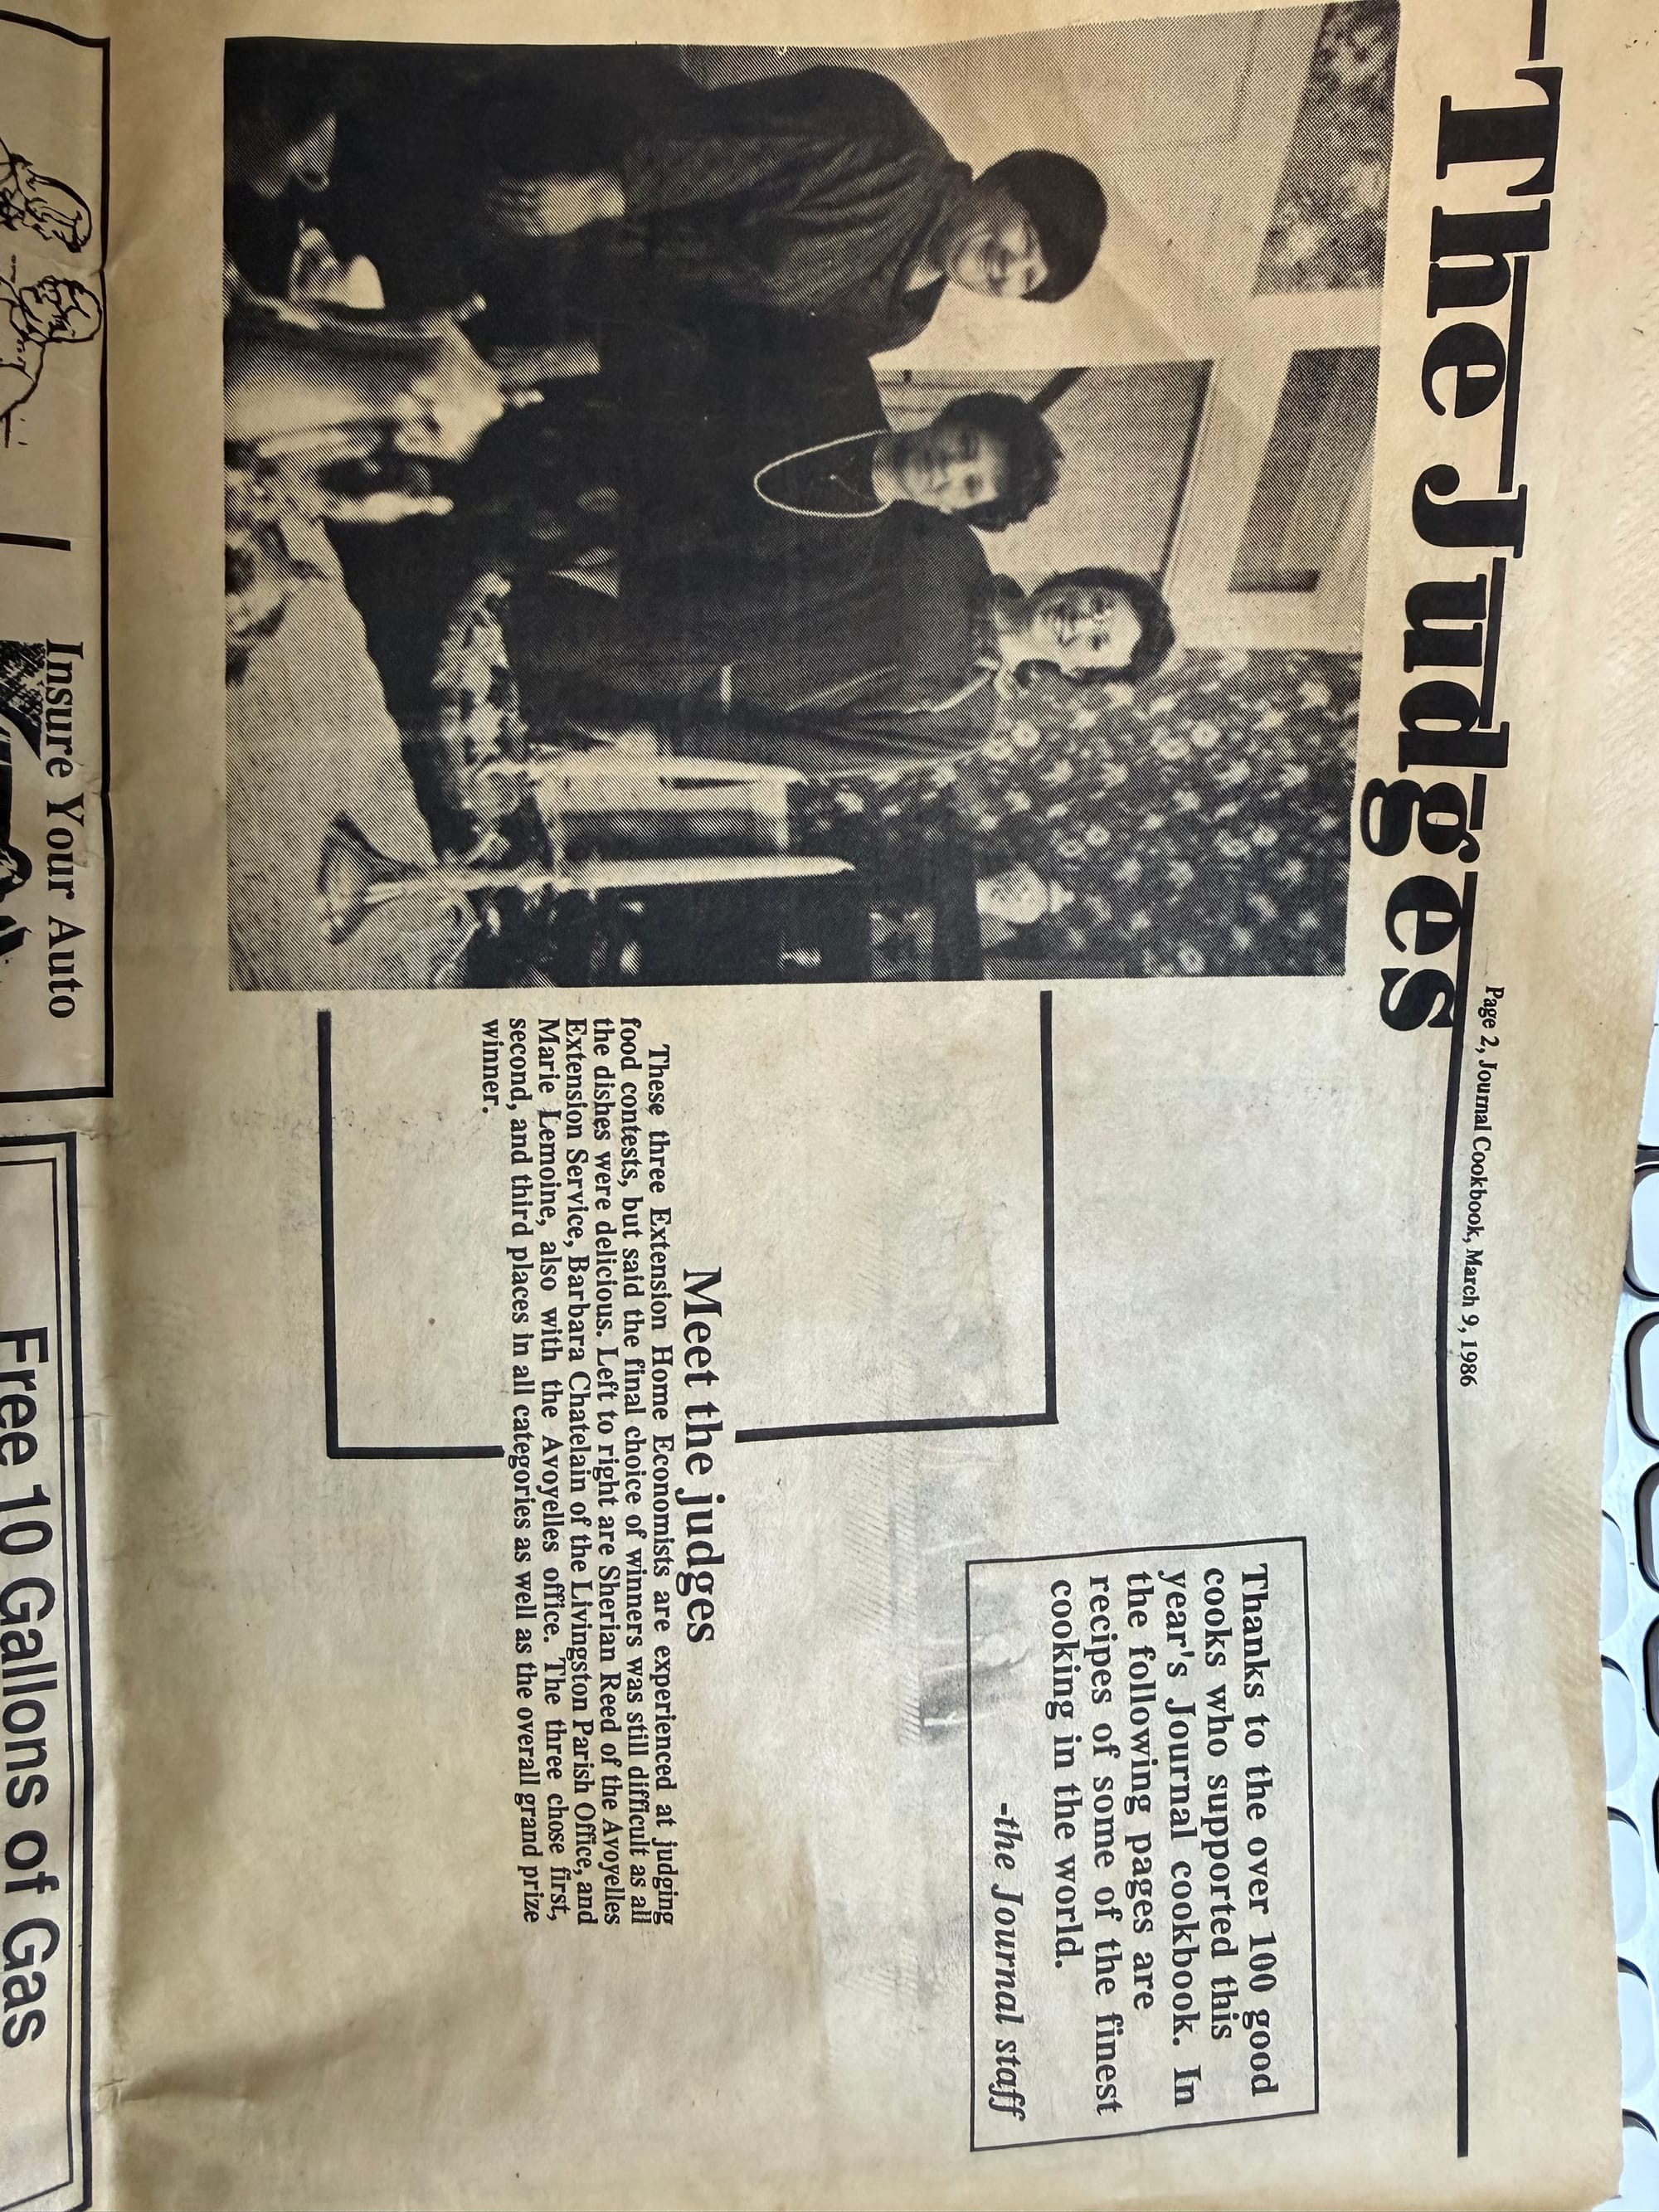 Page 2, Journal Cookbook, March 9, 1986
The Judges
Thanks to the over 100 good
cooks who supported this
year's Journal cookbook. In
the following pages are
recipes of some of the finest
cooking in the world.
-the Journal staff
Meet the judges
These three Extension Home Economists are experienced at judging
food contests, but said the final choice of winners was still difficult as all
the dishes were delicious. Left to right are Sherian Reed of the Avoyelles
Extension Service, Barbara Chatelain of the Livingston Parish Office, and
Marie Lemoine, also with the Avoyelles office. The three chose first,
second, and third places in all categories as well as the overall grand prize
winner.
Insure Your Auto
Free 10 Gallons of Gas